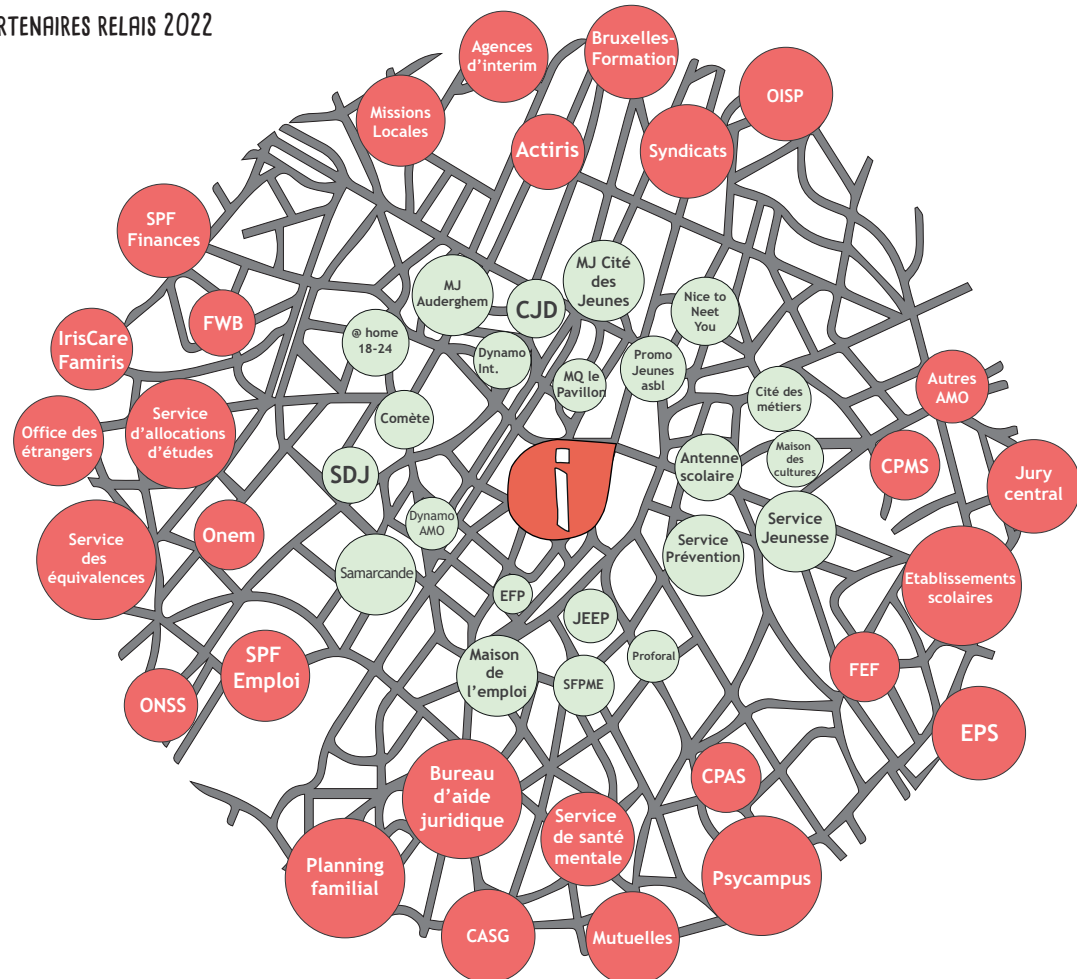 RTENAIRES RELAIS 2022
Agences
d'interim
Bruxelles-
Formation
OISP
Missions
Locales
Actiris
Syndicats
SPF
Finances
MJ
Auderghem
CJD
MJ Cité
des
Jeunes
Nice to
Neet
You
FWB
@ home
18-24
IrisCare
Famiris
Dynamo
Int.
MQ le
Pavillon
Promo
Jeunes
asbl
Cité des
métiers
Autres
AMO
Comète
Office des
étrangers
Service
d'allocations
d'études
SDJ
i
Antenne
scolaire
Maison
des
cultures
CPMS
Jury
central
Service
des
équivalences
Onem
Dynamo
AMO
Service
Prévention
Service
Jeunesse
Samarcande
EFP
JEEP
Etablissements
scolaires
SPF
Emploi
Maison
de
l'emploi
SFPME
Proforal
FEF
ONSS
EPS
Bureau
d'aide
juridique
CPAS
Service
de santé
mentale
Planning
familial
Psycampus
CASG
Mutuelles